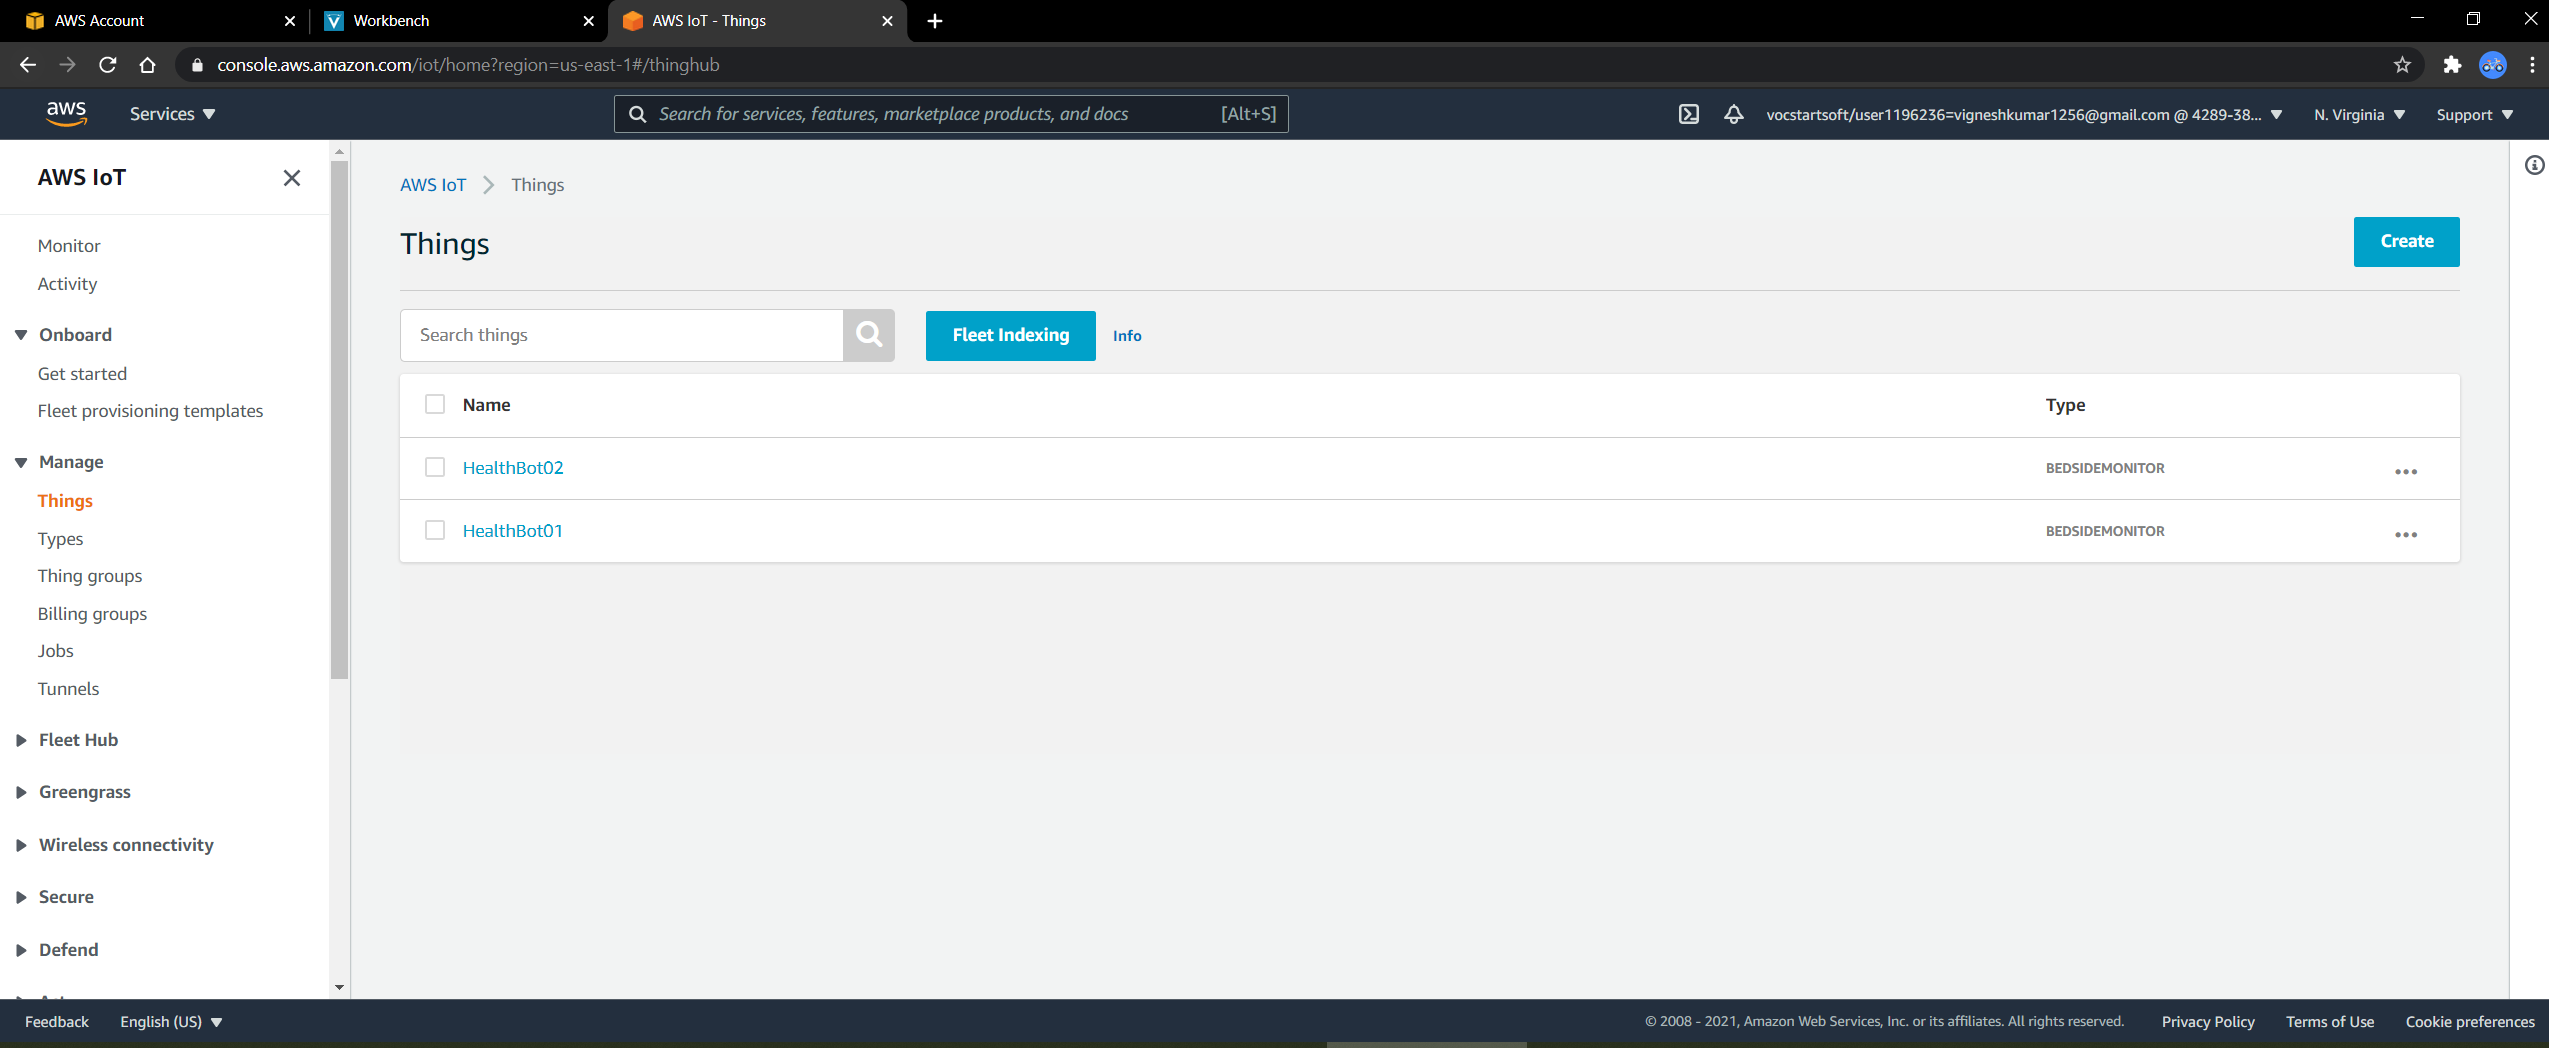 AWS Account
Workbench
AWS IoT - Things
console.aws.amazon.com/iot/home?region=us-east-1#/thinghub
aws
Services
Search for services, features, marketplace products, and docs [Alt+S]
vocstartsoft/user1196236=vigneshkumar1256@gmail.com @ 4289-38...
N. Virginia
Support
AWS IoT
Monitor
Activity
Onboard
Get started
Fleet provisioning templates
Manage
Things
Types
Thing groups
Billing groups
Jobs
Tunnels
Fleet Hub
Greengrass
Wireless connectivity
Secure
Defend
AWS IoT
Things
Things
Create
Search things
Fleet Indexing
Info
Name Type
HealthBot02 BEDSIDEMONITOR
HealthBot01 BEDSIDEMONITOR
Feedback
English (US)
© 2008 - 2021, Amazon Web Services, Inc. or its affiliates. All rights reserved.
Privacy Policy
Terms of Use
Cookie preferences